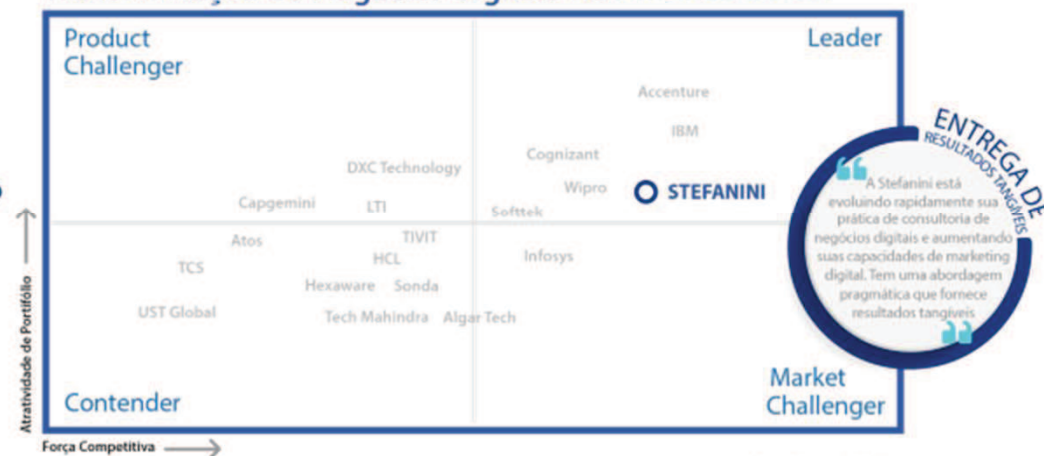 Product
Challenger
Leader
Accenture
IBM
Cognizant
DXC Technology
Wipro
STEFANINI
Capgemini
LTI
Softtek
Atos
TIVIT
Infosys
HCL
TCS
Hexaware
Sonda
UST Global
Tech Mahindra
Algar Tech
Contender
Market
Challenger
Atratividade de Portifólio
Força Competitiva
ENTREGA DE
RESULTADOS TANGÍVEIS
A Stefanini está
evoluindo rapidamente sua
prática de consultoria de
negócios digitais e aumentando
suas capacidades de marketing
digital. Tem uma abordagem
pragmática que fornece
resultados tangíveis